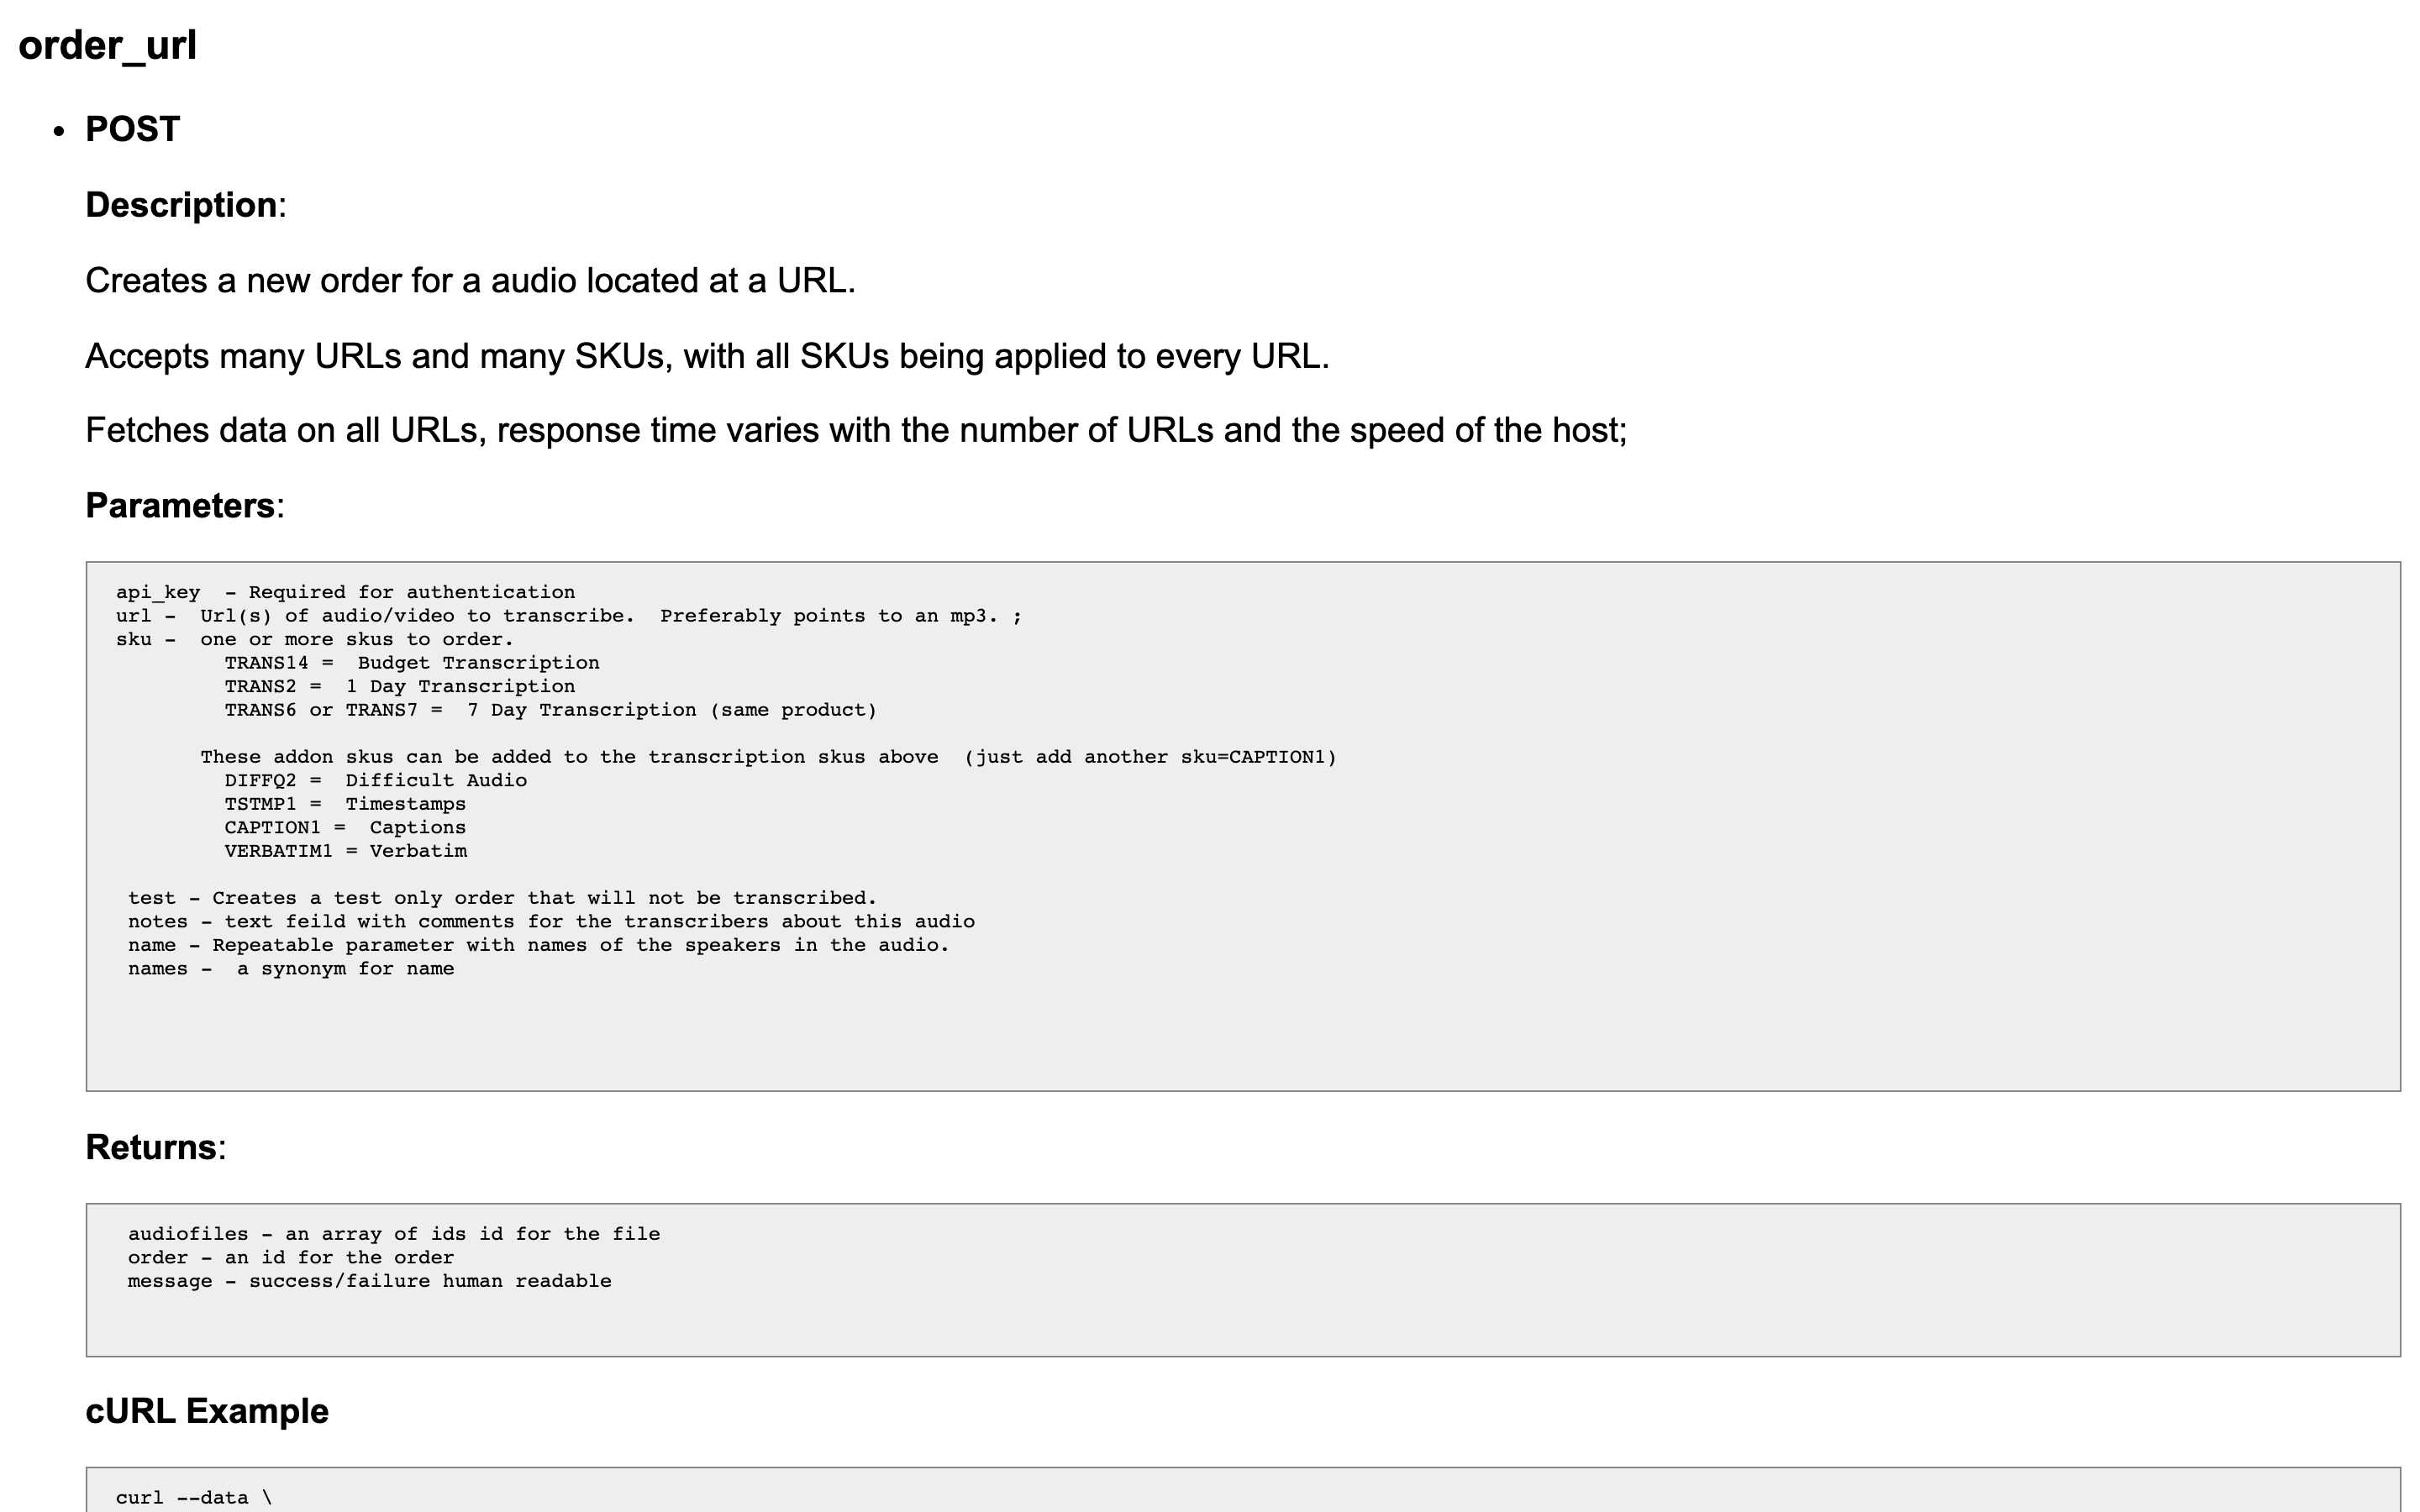 order_url
• POST
Description:
Creates a new order for a audio located at a URL.
Accepts many URLs and many SKUs, with all SKUs being applied to every URL.
Fetches data on all URLs, response time varies with the number of URLs and the speed of the host;
Parameters:
api_key  - Required for authentication
url -  Url(s) of audio/video to transcribe.  Preferably points to an mp3. ;
sku -  one or more skus to order.
TRANS14 =  Budget Transcription
TRANS2 =  1 Day Transcription
TRANS6 or TRANS7 =  7 Day Transcription (same product)
These addon skus can be added to the transcription skus above  (just add another sku=CAPTION1)
DIFFQ2 =  Difficult Audio
TSTMP1 =  Timestamps
CAPTION1 =  Captions
VERBATIM1 = Verbatim
test - Creates a test only order that will not be transcribed.
notes - text feild with comments for the transcribers about this audio
name - Repeatable parameter with names of the speakers in the audio.
names -  a synonym for name
Returns:
audiofiles - an array of ids id for the file
order - an id for the order
message - success/failure human readable
cURL Example
curl --data \